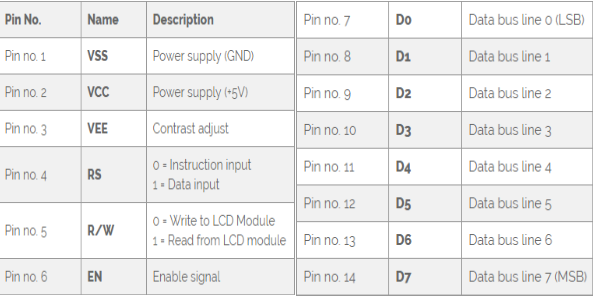 Pin No. Name Description
Pin no. 1 VSS Power supply (GND)
Pin no. 2 VCC Power supply (+5V)
Pin no. 3 VEE Contrast adjust
Pin no. 4 RS 0 = Instruction input
1 = Data input
Pin no. 5 R/W 0 = Write to LCD Module
1 = Read from LCD module
Pin no. 6 EN Enable signal
Pin no. 7 D0 Data bus line 0 (LSB)
Pin no. 8 D1 Data bus line 1
Pin no. 9 D2 Data bus line 2
Pin no. 10 D3 Data bus line 3
Pin no. 11 D4 Data bus line 4
Pin no. 12 D5 Data bus line 5
Pin no. 13 D6 Data bus line 6
Pin no. 14 D7 Data bus line 7 (MSB)